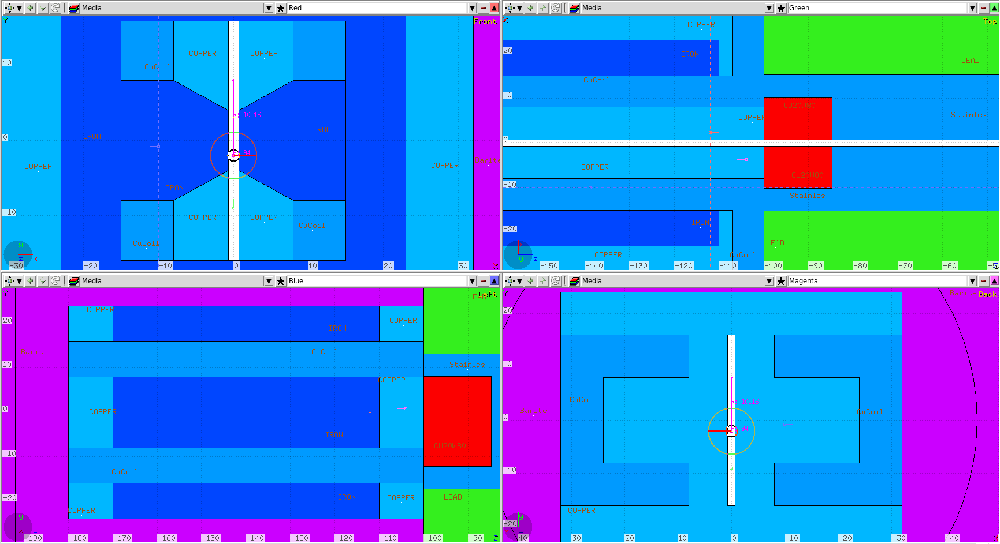 Media
Red
Y
Front
10
COPPER
COPPER
CuCoil
R: 10.16
IRON
IRON
0
94
COPPER
COPPER
IRON
-10
COPPER
COPPER
CuCoil
CuCoil
y
z
x
-30
-20
-10
0
10
20
30
X
Media
Green
X
Top
COPPER
20
IRON
LEAD
CuCoil
10
CU20W80
COPPER
Stainles
0
COPPER
CU20W80
-10
Stainles
IRON
-20
LEAD
COPPER
CuCoil
x
y
z
-150
-140
-130
-120
-110
-100
-90
-80
-70
-60
Z
Media
Blue
Y
Left
LEAD
COPPER
20
COPPER
IRON
CuCoil
10
Stainles
COPPER
0
COPPER
IRON
CU20W80
-10
CuCoil
-20
IRON
COPPER
LEAD
COPPER
y
z
-190
-180
-170
-160
-150
-140
-130
-120
-110
-100
-90
Z
Media
Magenta
Y
Back
20
10
CuCoil
R: 10.16
0
CuCoil
94
-10
COPPER
-20
y
z
40
30
20
10
0
-10
-20
-30
-40
X